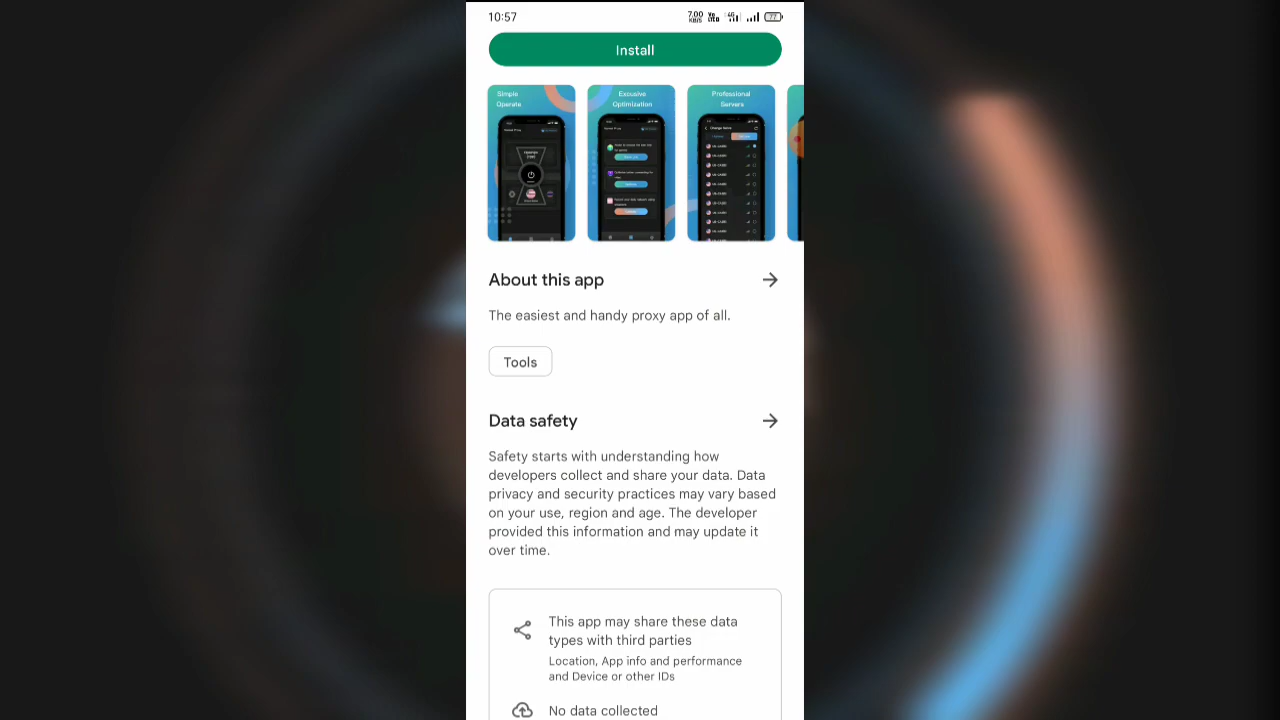 10:57
7.00
KB/S
Vo
LTE
4G
77
Install
Simple
Operate
Excusive
Optimization
Professional
Servers
About this app
The easiest and handy proxy app of all.
Tools
Data safety
Safety starts with understanding how
developers collect and share your data. Data
privacy and security practices may vary based
on your use, region and age. The developer
provided this information and may update it
over time.
This app may share these data
types with third parties
Location, App info and performance
and Device or other IDs
No data collected